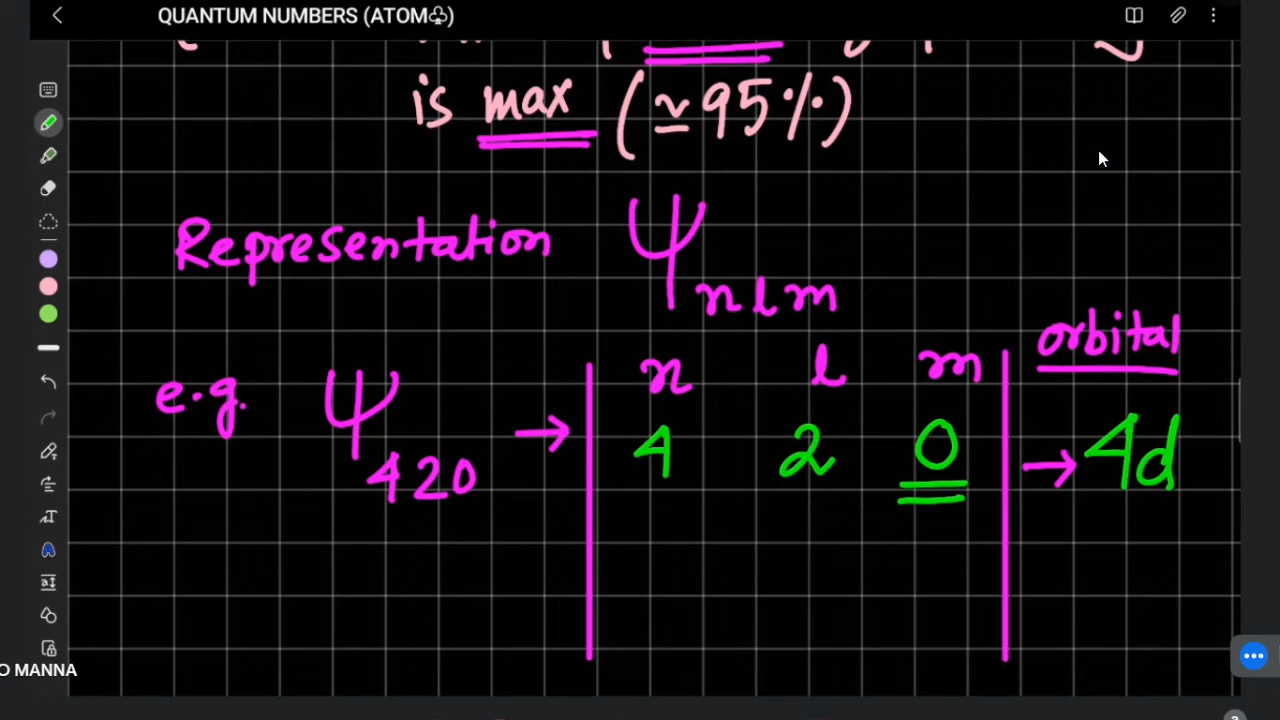 QUANTUM NUMBERS (ATOM♧)
is max (≃95%)
Representation Ψnlm
n l m orbital
e.g. Ψ420 → 4 2 0 → 4d
O MANNA